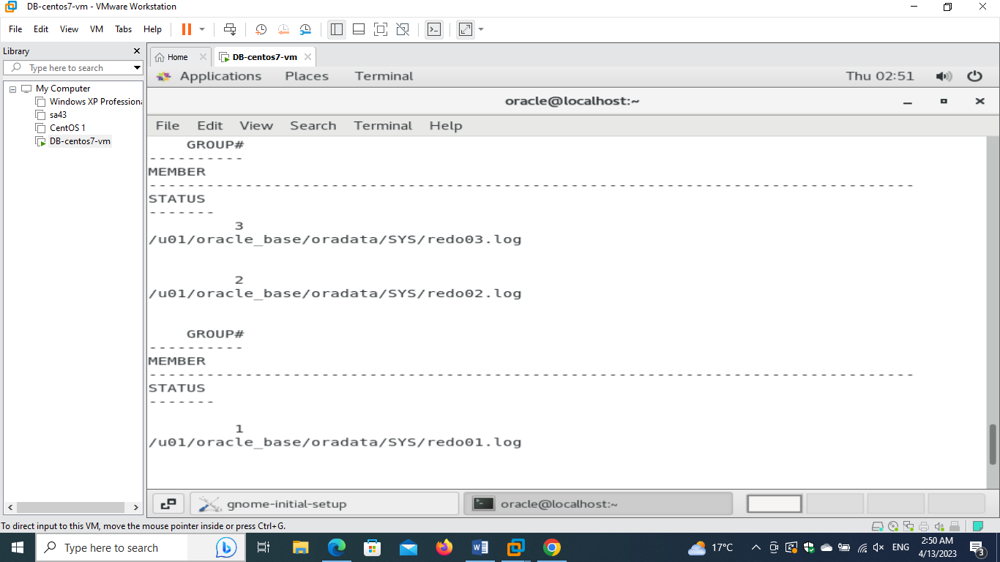 DB-centos7-vm - VMware Workstation
File Edit View VM Tabs Help
Library
Type here to search
My Computer
Windows XP Professiona
sa43
CentOS 1
DB-centos7-vm
Home DB-centos7-vm
Applications Places Terminal Thu 02:51
oracle@localhost:~
File Edit View Search Terminal Help
GROUP#
----------
MEMBER
--------------------------------------------------------------------------------
STATUS
-------
3
/u01/oracle_base/oradata/SYS/redo03.log
2
/u01/oracle_base/oradata/SYS/redo02.log
GROUP#
----------
MEMBER
--------------------------------------------------------------------------------
STATUS
-------
1
/u01/oracle_base/oradata/SYS/redo01.log
gnome-initial-setup oracle@localhost:~
To direct input to this VM, move the mouse pointer inside or press Ctrl+G.
Type here to search 17°C ENG 2:50 AM
4/13/2023 3